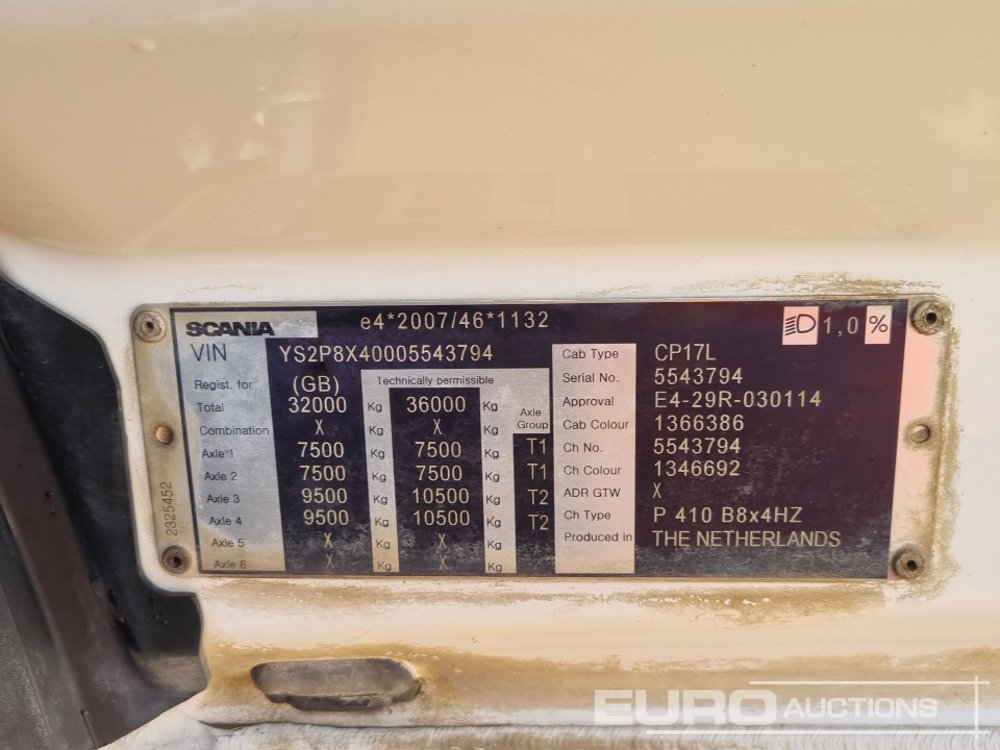 SCANIA e4*2007/46*1132 1,0 %
VIN YS2P8X40005543794
Regist. for (GB) Technically permissible
Total 32000 Kg 36000 Kg Axle Group
Combination X Kg X Kg
Axle 1 7500 Kg 7500 Kg T1
Axle 2 7500 Kg 7500 Kg T1
Axle 3 9500 Kg 10500 Kg T2
Axle 4 9500 Kg 10500 Kg T2
Axle 5 X Kg X Kg
Axle 6 X Kg X Kg
Cab Type CP17L
Serial No. 5543794
Approval E4-29R-030114
Cab Colour 1366386
Ch No. 5543794
Ch Colour 1346692
ADR GTW X
Ch Type P 410 B8x4HZ
Produced in THE NETHERLANDS
2325452
EURO AUCTIONS